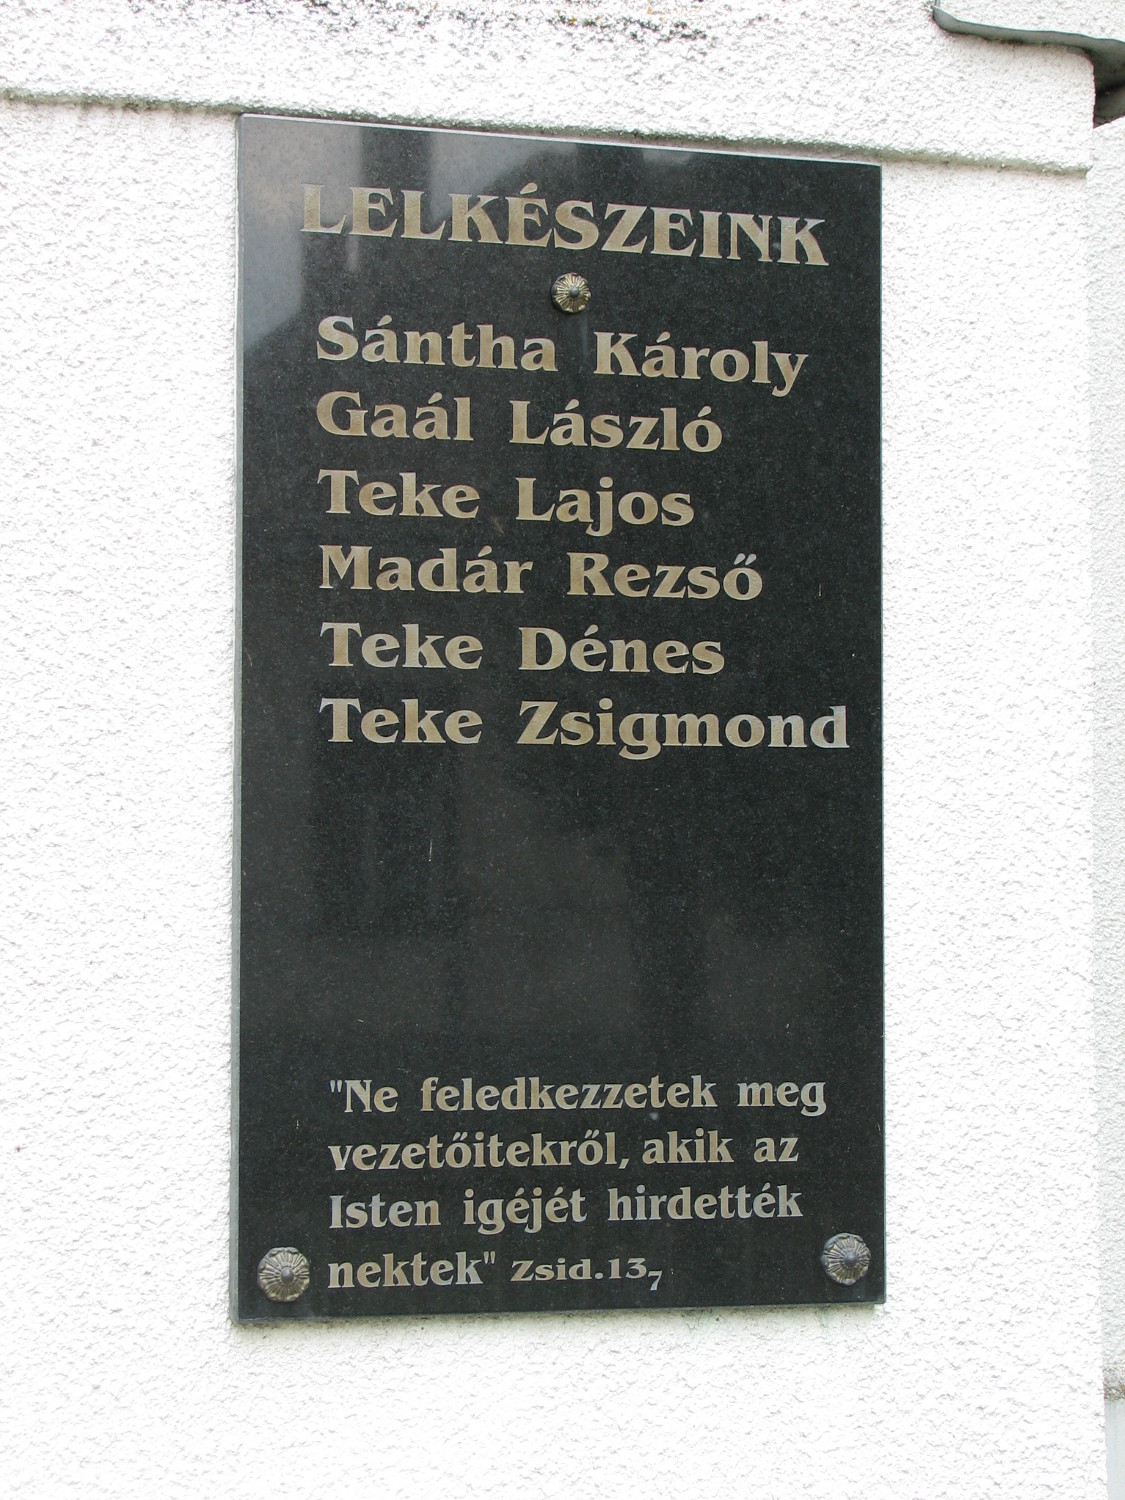 LELKÉSZEINK
Sántha Károly
Gaál László
Teke Lajos
Madár Rezső
Teke Dénes
Teke Zsigmond
"Ne feledkezzetek meg
vezetőitekről, akik az
Isten igéjét hirdették
nektek" Zsid.13,7